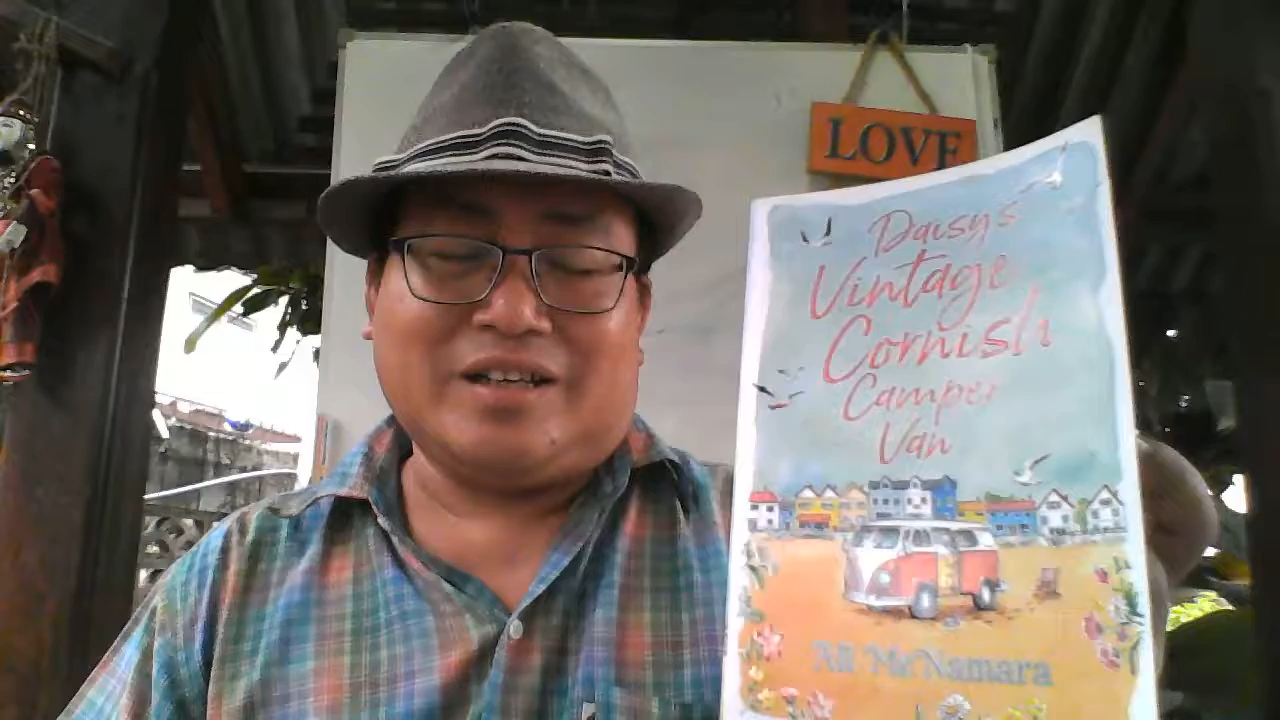 LOVE
Daisy's
Vintage
Cornish
Camper
Van
Ali McNamara